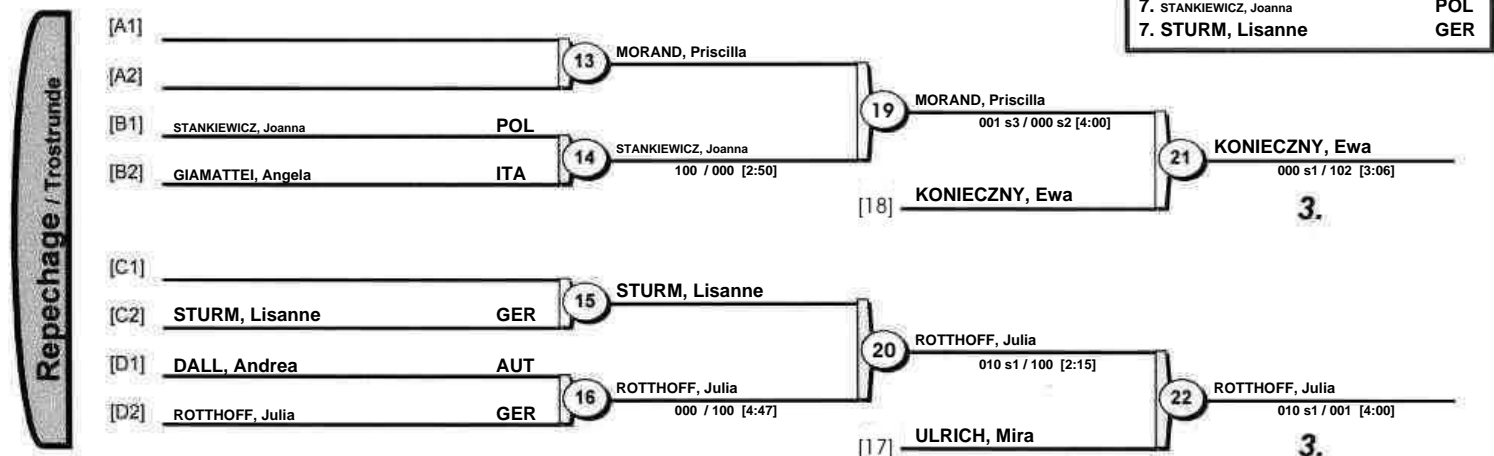 7. STANKIEWICZ, Joanna POL
7. STURM, Lisanne GER
Repechage / Trostrunde
[A1]
[A2]
13 MORAND, Priscilla
[B1] STANKIEWICZ, Joanna POL
[B2] GIAMATTEI, Angela ITA
14 STANKIEWICZ, Joanna
100 / 000 [2:50]
19 MORAND, Priscilla
001 s3 / 000 s2 [4:00]
[18] KONIECZNY, Ewa
21 KONIECZNY, Ewa
000 s1 / 102 [3:06]
3.
[C1]
[C2] STURM, Lisanne GER
15 STURM, Lisanne
[D1] DALL, Andrea AUT
[D2] ROTTHOFF, Julia GER
16 ROTTHOFF, Julia
000 / 100 [4:47]
20 ROTTHOFF, Julia
010 s1 / 100 [2:15]
[17] ULRICH, Mira
22 ROTTHOFF, Julia
010 s1 / 001 [4:00]
3.